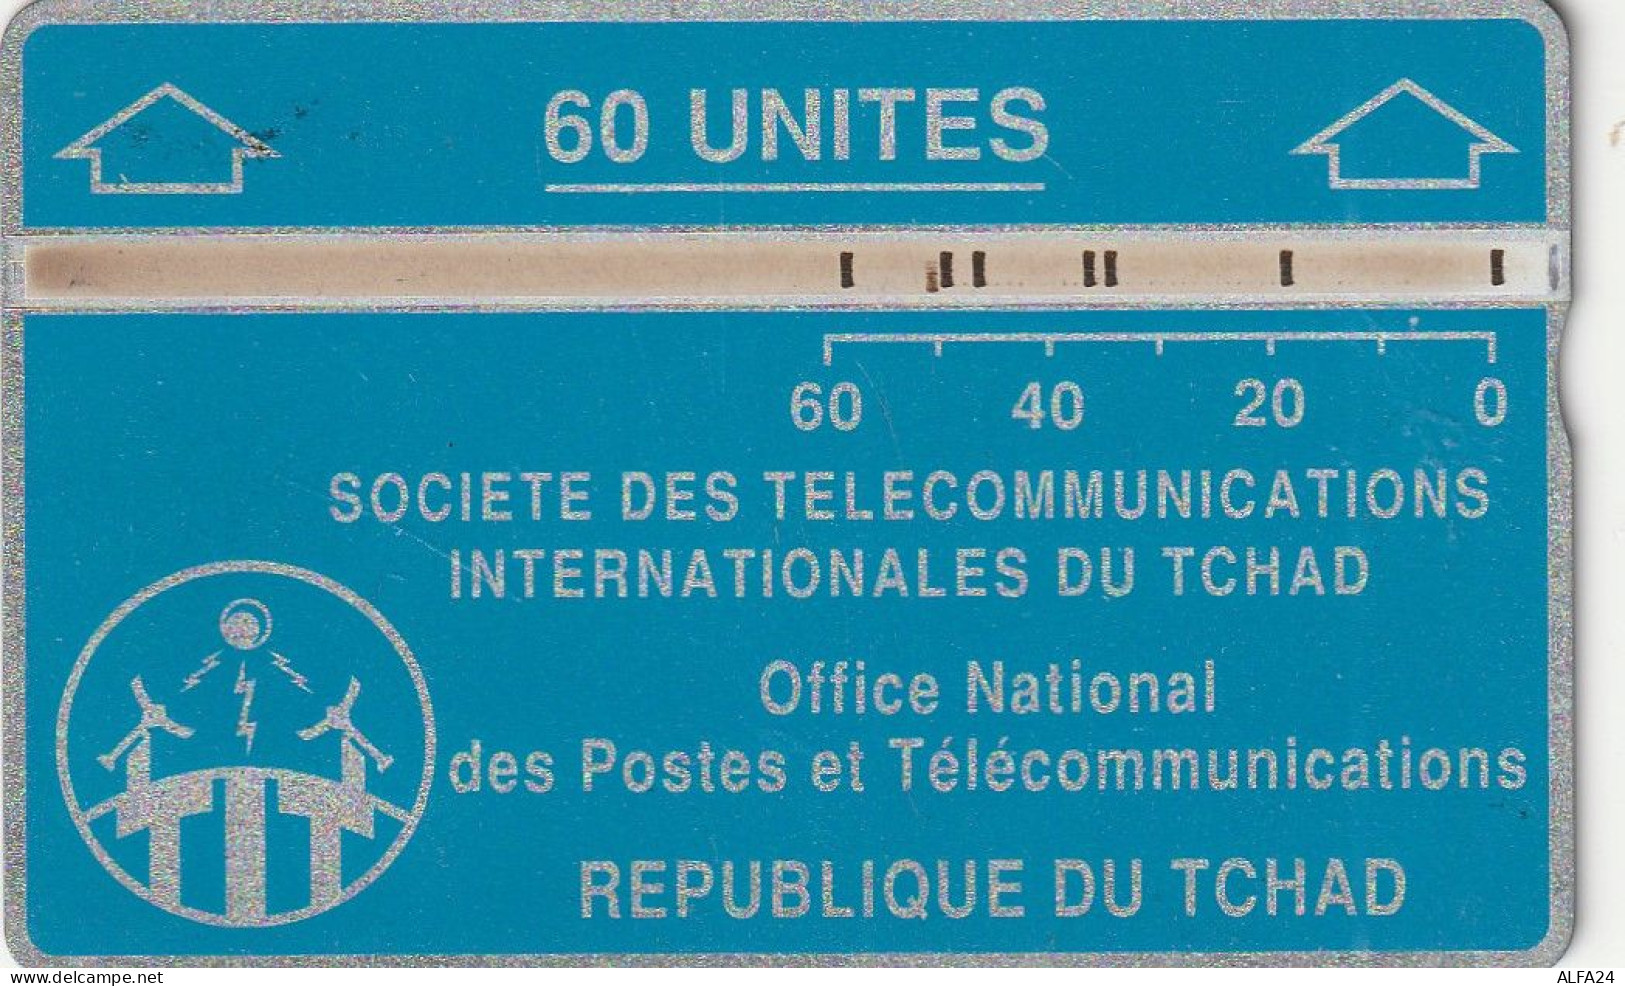 60 UNITES
60 40 20 0
SOCIETE DES TELECOMMUNICATIONS
INTERNATIONALES DU TCHAD
Office National
des Postes et Télécommunications
REPUBLIQUE DU TCHAD
www.delcampe.net
ALFA24